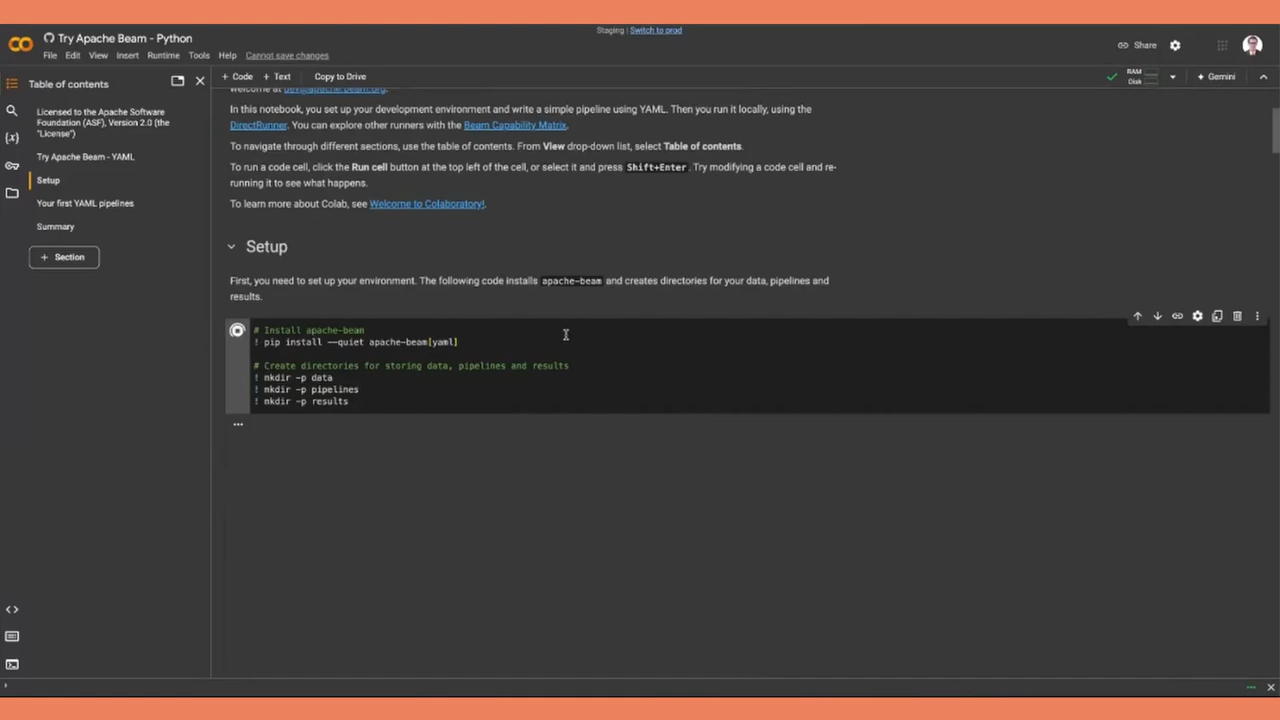 Staging | Switch to prod
Try Apache Beam - Python
File Edit View Insert Runtime Tools Help Cannot save changes
Share
Table of contents
+ Code + Text Copy to Drive
RAM
Disk
Gemini
Licensed to the Apache Software
Foundation (ASF), Version 2.0 (the
"License")
Try Apache Beam - YAML
Setup
Your first YAML pipelines
Summary
+ Section
welcome at dev@apache.beam.org.
In this notebook, you set up your development environment and write a simple pipeline using YAML. Then you run it locally, using the
DirectRunner. You can explore other runners with the Beam Capability Matrix.
To navigate through different sections, use the table of contents. From View drop-down list, select Table of contents.
To run a code cell, click the Run cell button at the top left of the cell, or select it and press Shift+Enter. Try modifying a code cell and re-
running it to see what happens.
To learn more about Colab, see Welcome to Colaboratory!.
Setup
First, you need to set up your environment. The following code installs apache-beam and creates directories for your data, pipelines and
results.
# Install apache-beam
! pip install --quiet apache-beam[yaml]
# Create directories for storing data, pipelines and results
! mkdir -p data
! mkdir -p pipelines
! mkdir -p results